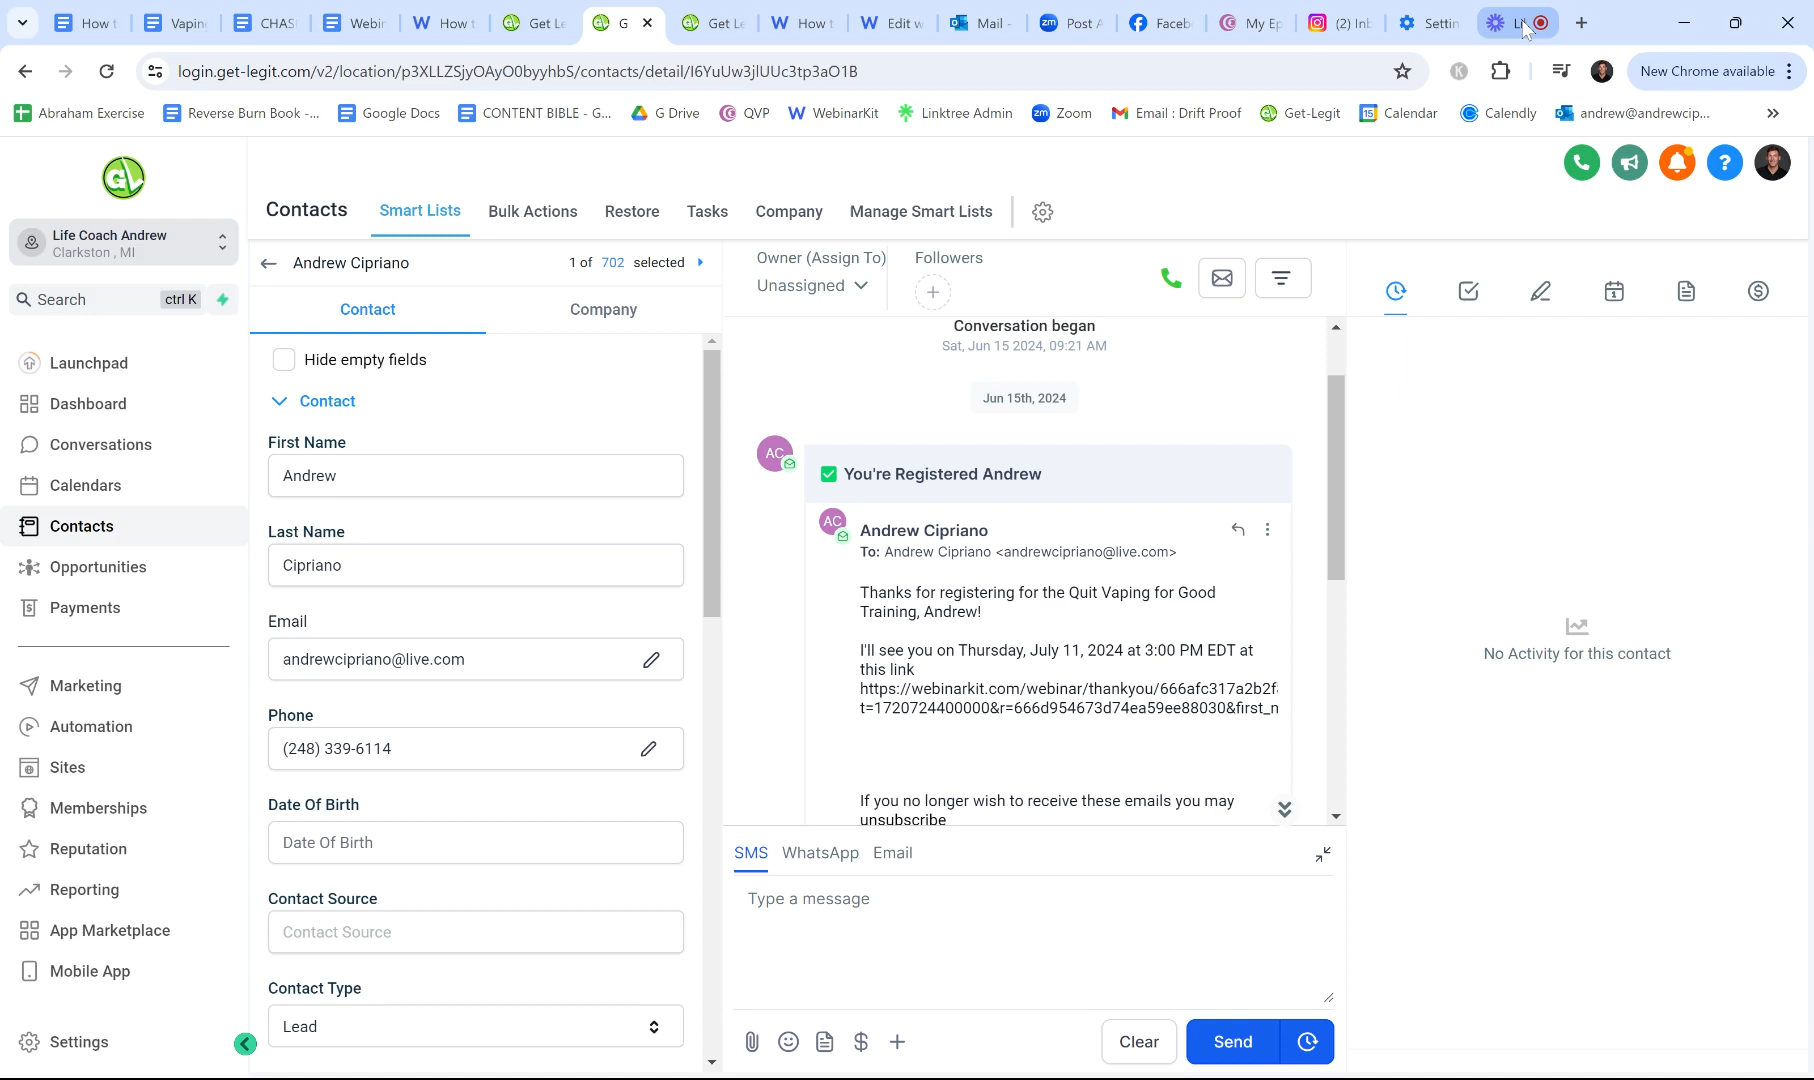 How t
Vapin
CHAS
Webin
How t
Get Le
G
Get Le
How t
Edit w
Mail -
Post A
Faceb
My Ep
(2) Inb
Settin
login.get-legit.com/v2/location/p3XLLZSjyOAyO0byyhbS/contacts/detail/I6YuUw3jlUUc3tp3aO1B
New Chrome available
Abraham Exercise
Reverse Burn Book -...
Google Docs
CONTENT BIBLE - G...
G Drive
QVP
WebinarKit
Linktree Admin
Zoom
Email : Drift Proof
Get-Legit
Calendar
Calendly
andrew@andrewcip...
GL
Life Coach Andrew
Clarkston , MI
Search
ctrl K
Launchpad
Dashboard
Conversations
Calendars
Contacts
Opportunities
Payments
Marketing
Automation
Sites
Memberships
Reputation
Reporting
App Marketplace
Mobile App
Settings
Contacts
Smart Lists
Bulk Actions
Restore
Tasks
Company
Manage Smart Lists
Andrew Cipriano
1 of 702 selected
Contact
Company
Hide empty fields
Contact
First Name
Andrew
Last Name
Cipriano
Email
andrewcipriano@live.com
Phone
(248) 339-6114
Date Of Birth
Date Of Birth
Contact Source
Contact Source
Contact Type
Lead
Owner (Assign To)
Unassigned
Followers
Conversation began
Sat, Jun 15 2024, 09:21 AM
Jun 15th, 2024
AC
You're Registered Andrew
AC
Andrew Cipriano
To: Andrew Cipriano <andrewcipriano@live.com>
Thanks for registering for the Quit Vaping for Good
Training, Andrew!
I'll see you on Thursday, July 11, 2024 at 3:00 PM EDT at
this link
https://webinarkit.com/webinar/thankyou/666afc317a2b2f
t=1720724400000&r=666d954673d74ea59ee88030&first_n
If you no longer wish to receive these emails you may
unsubscribe
SMS
WhatsApp
Email
Type a message
Clear
Send
No Activity for this contact